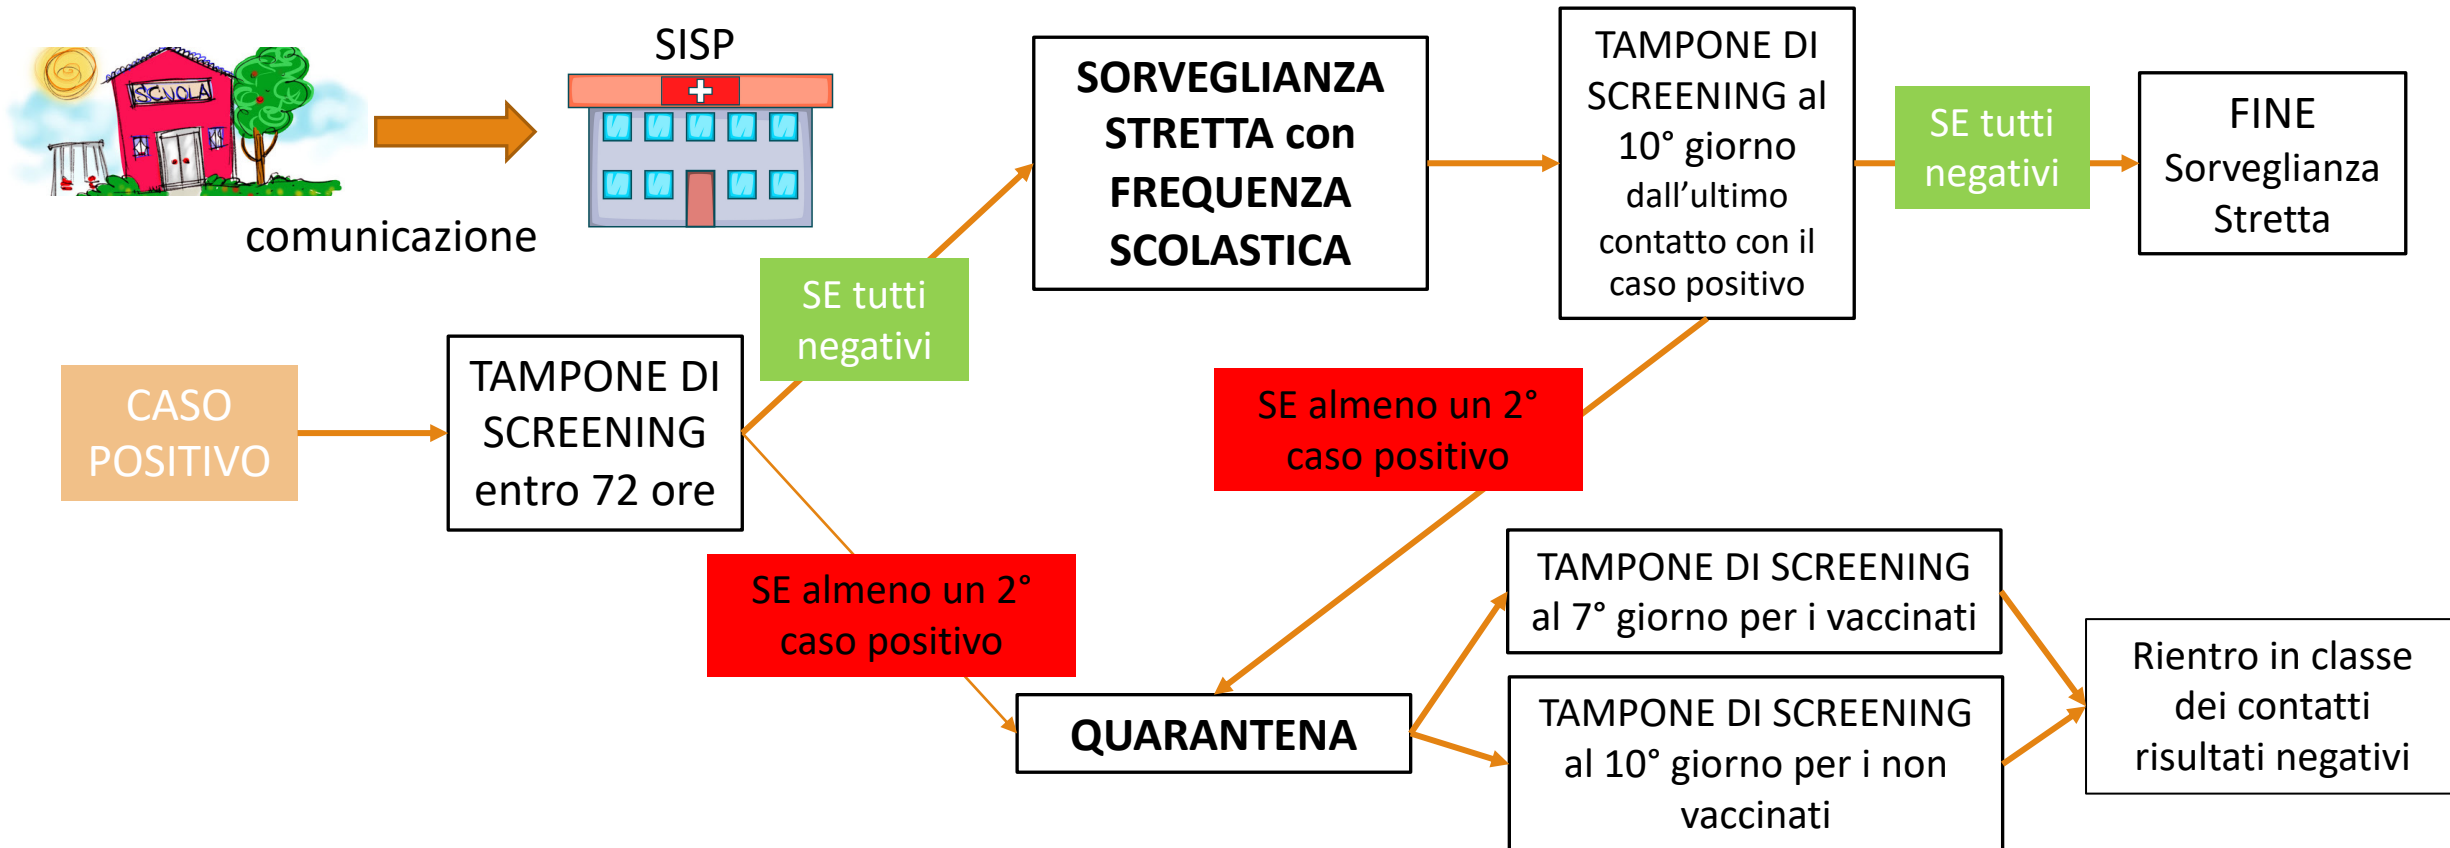 SCUOLA
comunicazione
SISP
CASO
POSITIVO
TAMPONE DI
SCREENING
entro 72 ore
SE tutti
negativi
SORVEGLIANZA
STRETTA con
FREQUENZA
SCOLASTICA
TAMPONE DI
SCREENING al
10° giorno
dall’ultimo
contatto con il
caso positivo
SE tutti
negativi
FINE
Sorveglianza
Stretta
SE almeno un 2°
caso positivo
SE almeno un 2°
caso positivo
QUARANTENA
TAMPONE DI SCREENING
al 7° giorno per i vaccinati
TAMPONE DI SCREENING
al 10° giorno per i non
vaccinati
Rientro in classe
dei contatti
risultati negativi